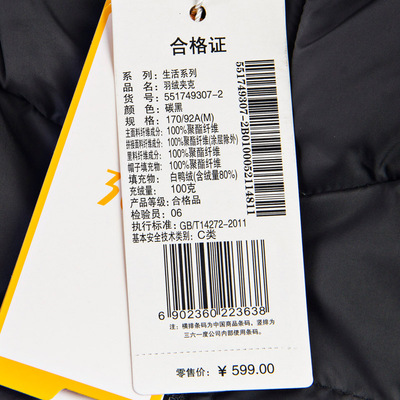 合格证
系 列：生活系列
品 名：羽绒夹克
货 号：551749307-2
颜 色：碳黑
规 格：170/92A(M)
主面料纤维成分：100%聚酯纤维
拼接面料纤维成分：100%聚酯纤维(涂层除外)
里料纤维成分：100%聚酯纤维
帽子填充物：100%聚酯纤维
填充物：白鸭绒(含绒量80%)
充绒量：100克
产品等级：合格品
检验员：06
执行标准：GB/T14272-2011
基本安全技术类别：C类
551749307-2B0100052114811
6 902360 223638
注：横排条码为中国商品条码，竖排为
三六一度公司内部使用条码。
零售价：¥ 599.00